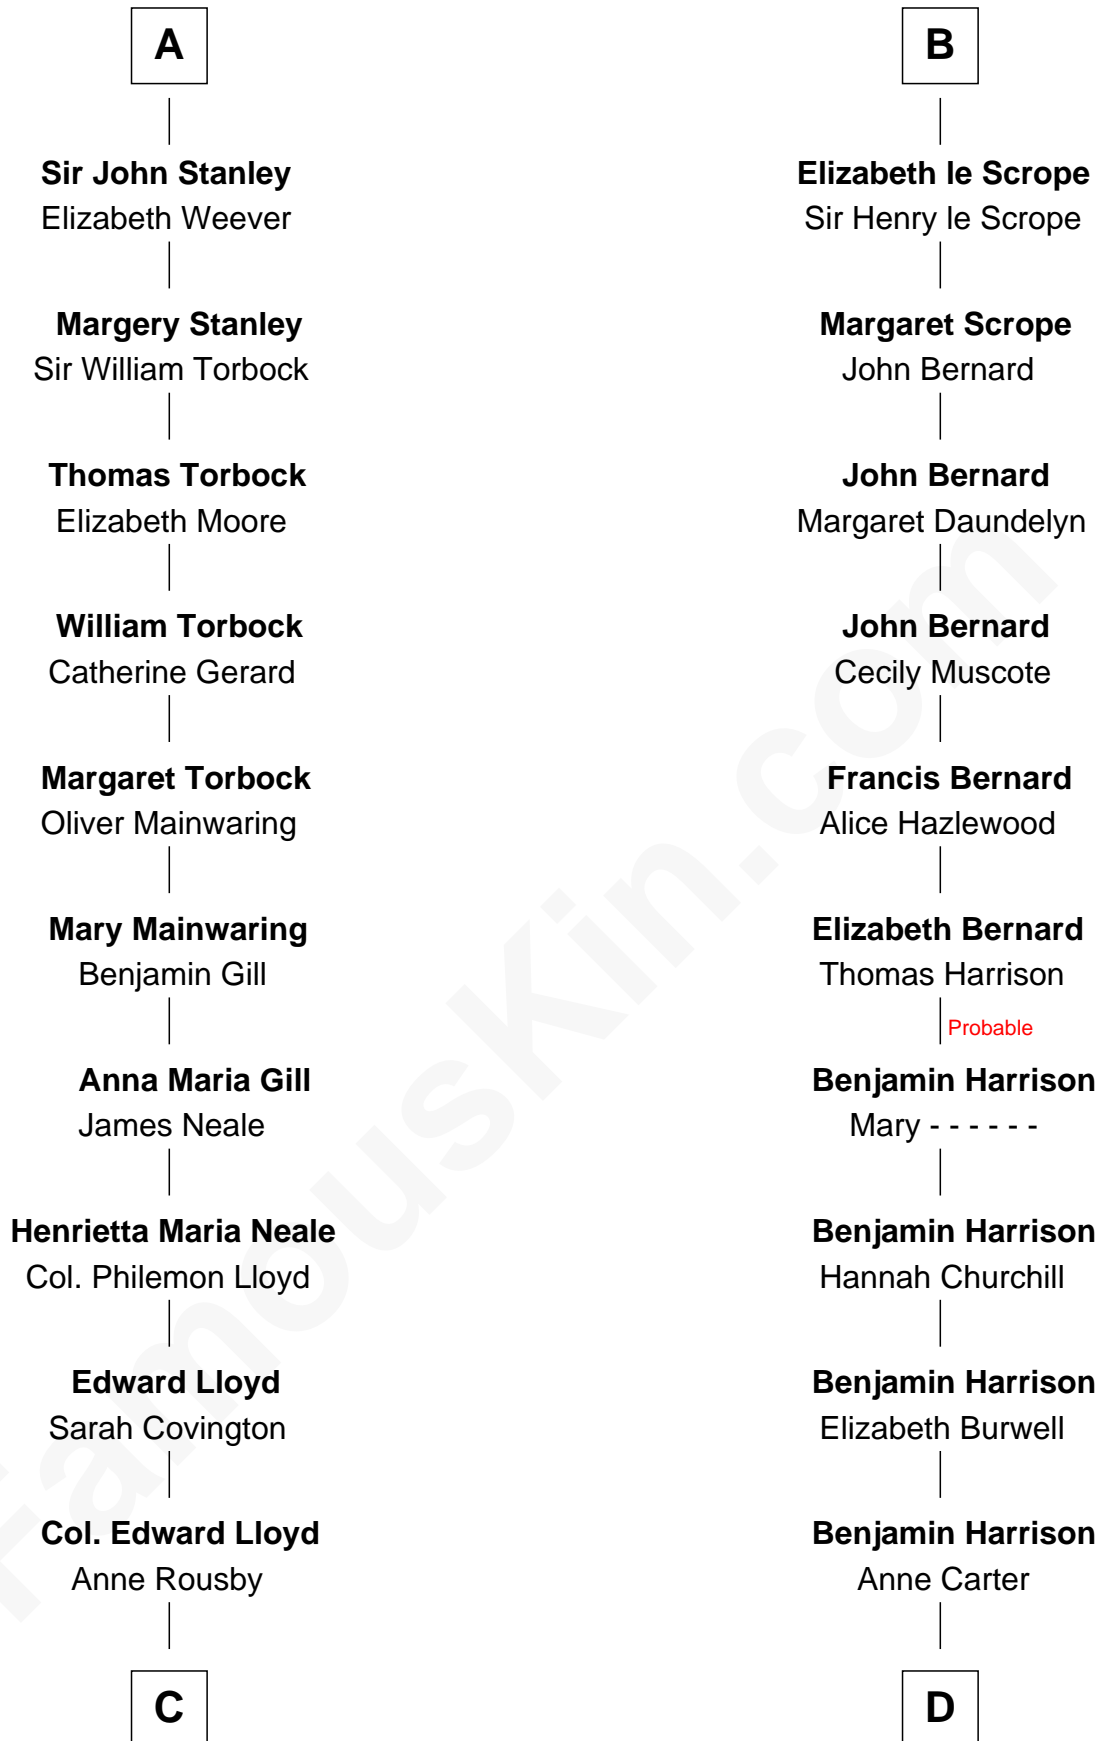 A
Sir John Stanley
Elizabeth Weever
Margery Stanley
Sir William Torbock
Thomas Torbock
Elizabeth Moore
William Torbock
Catherine Gerard
Margaret Torbock
Oliver Mainwaring
Mary Mainwaring
Benjamin Gill
Anna Maria Gill
James Neale
Henrietta Maria Neale
Col. Philemon Lloyd
Edward Lloyd
Sarah Covington
Col. Edward Lloyd
Anne Rousby
C
B
Elizabeth le Scrope
Sir Henry le Scrope
Margaret Scrope
John Bernard
John Bernard
Margaret Daundelyn
John Bernard
Cecily Muscote
Francis Bernard
Alice Hazlewood
Elizabeth Bernard
Thomas Harrison
Probable
Benjamin Harrison
Mary - - - - - -
Benjamin Harrison
Hannah Churchill
Benjamin Harrison
Elizabeth Burwell
Benjamin Harrison
Anne Carter
D
FamousKin.com